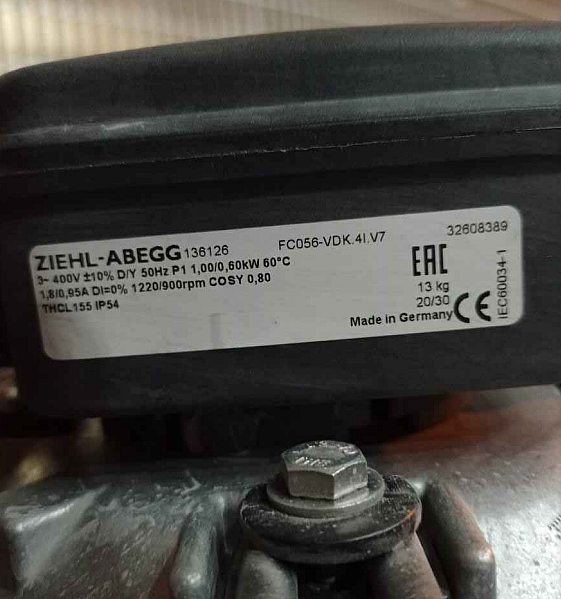 ZIEHL-ABEGG 136126 FC056-VDK.4I.V7 32608389
3~ 400V ±10% D/Y 50Hz P1 1,00/0,60kW 60°C
1,8/0,95A DI=0% 1220/900rpm COSY 0,80
THCL155 IP54
EAC
13 kg
20/30
Made in Germany CE
IEC60034-1